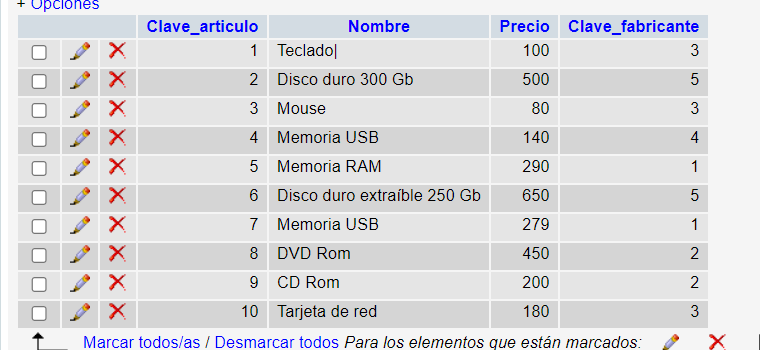 + Opciones
Clave_articulo Nombre Precio Clave_fabricante
1 Teclado| 100 3
2 Disco duro 300 Gb 500 5
3 Mouse 80 3
4 Memoria USB 140 4
5 Memoria RAM 290 1
6 Disco duro extraíble 250 Gb 650 5
7 Memoria USB 279 1
8 DVD Rom 450 2
9 CD Rom 200 2
10 Tarjeta de red 180 3
Marcar todos/as / Desmarcar todos Para los elementos que están marcados: